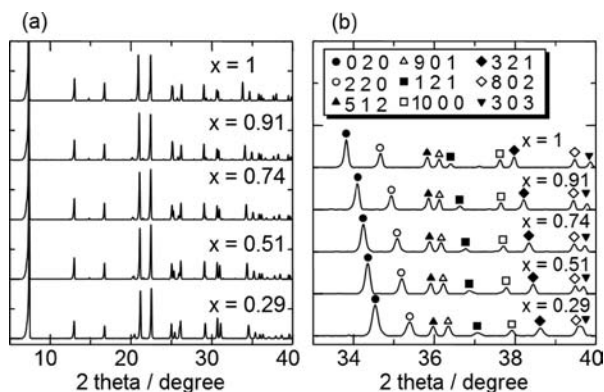 (a)
x = 1
x = 0.91
x = 0.74
x = 0.51
x = 0.29
10 20 30 40
2 theta / degree
(b)
● 0 2 0 △ 9 0 1 ◆ 3 2 1
○ 2 2 0 ■ 1 2 1 ◇ 8 0 2
▲ 5 1 2 □ 10 0 0 ▼ 3 0 3
x = 1
x = 0.91
x = 0.74
x = 0.51
x = 0.29
34 36 38 40
2 theta / degree